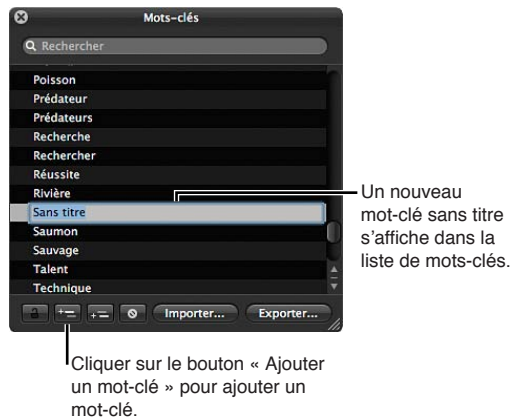 Mots-clés
Rechercher
Poisson
Prédateur
Prédateurs
Recherche
Rechercher
Réussite
Rivière
Sans titre
Saumon
Sauvage
Talent
Technique
Importer...
Exporter...
Un nouveau
mot-clé sans titre
s’affiche dans la
liste de mots-clés.
Cliquer sur le bouton « Ajouter
un mot-clé » pour ajouter un
mot-clé.